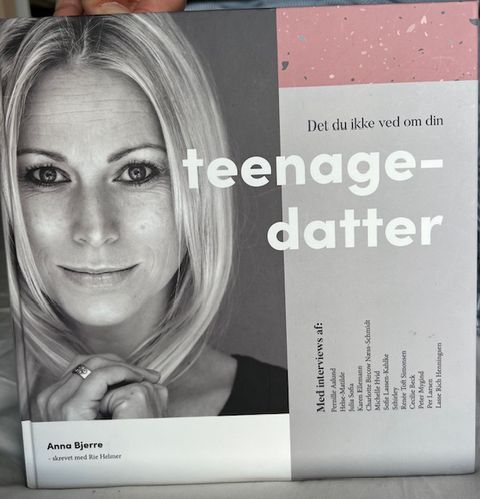 Det du ikke ved om din
teenage-
datter
Med interviews af:
Pernille Aalund
Helse-Mathilde
Julia Sofia
Karen Ellemann
Charlotte Bircow Næss-Schmidt
Michelle Hviid
Sofie Lassen-Kahlke
Szhirley
Renée Toft Simonsen
Cecilie Beck
Peter Mygind
Per Larsen
Lasse Rich Henningsen
Anna Bjerre
- skrevet med Rie Helmer